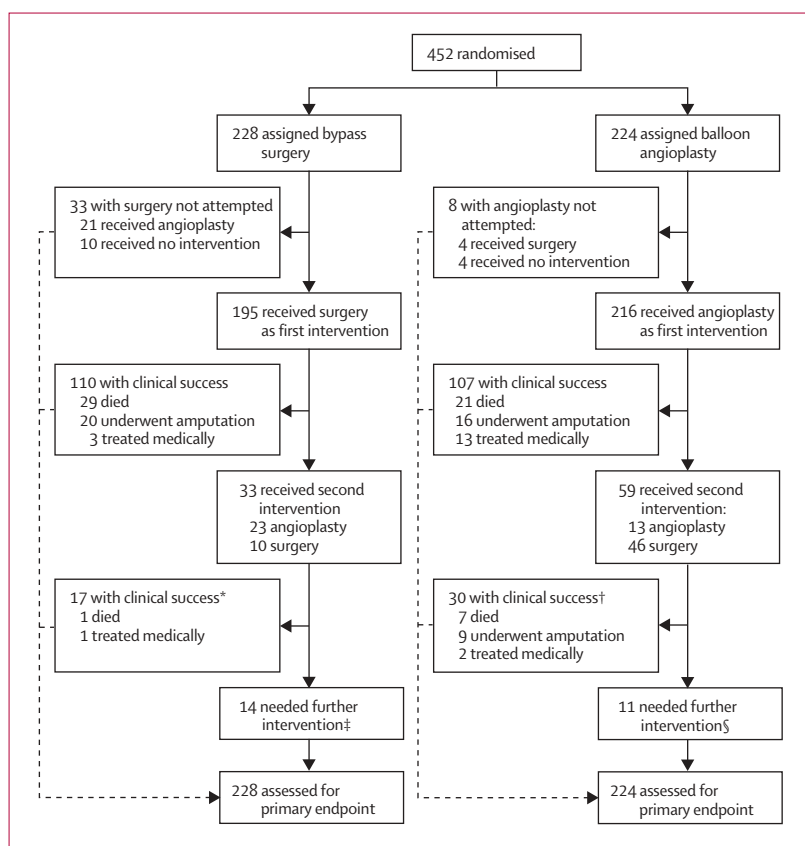 452 randomised
228 assigned bypass
surgery
224 assigned balloon
angioplasty
33 with surgery not attempted
21 received angioplasty
10 received no intervention
8 with angioplasty not
attempted:
4 received surgery
4 received no intervention
195 received surgery
as first intervention
216 received angioplasty
as first intervention
110 with clinical success
29 died
20 underwent amputation
3 treated medically
107 with clinical success
21 died
16 underwent amputation
13 treated medically
33 received second
intervention
23 angioplasty
10 surgery
59 received second
intervention:
13 angioplasty
46 surgery
17 with clinical success*
1 died
1 treated medically
30 with clinical success†
7 died
9 underwent amputation
2 treated medically
14 needed further
intervention‡
11 needed further
intervention§
228 assessed for
primary endpoint
224 assessed for
primary endpoint